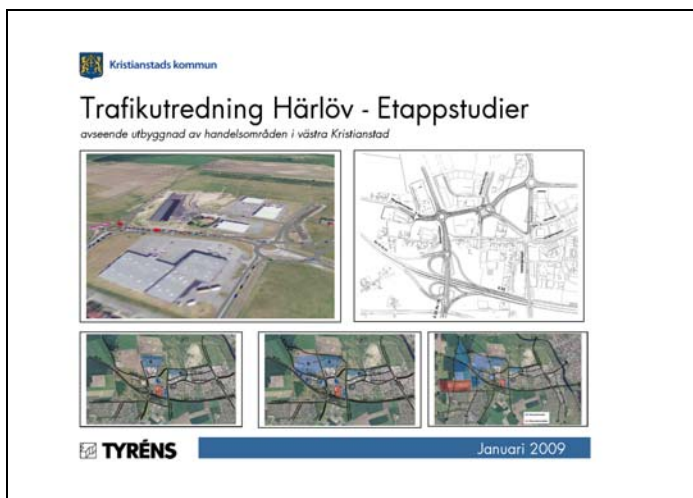 Kristianstads kommun
Trafikutredning Härlöv - Etappstudier
avseende utbyggnad av handelsområden i västra Kristianstad
TYRÉNS
Januari 2009